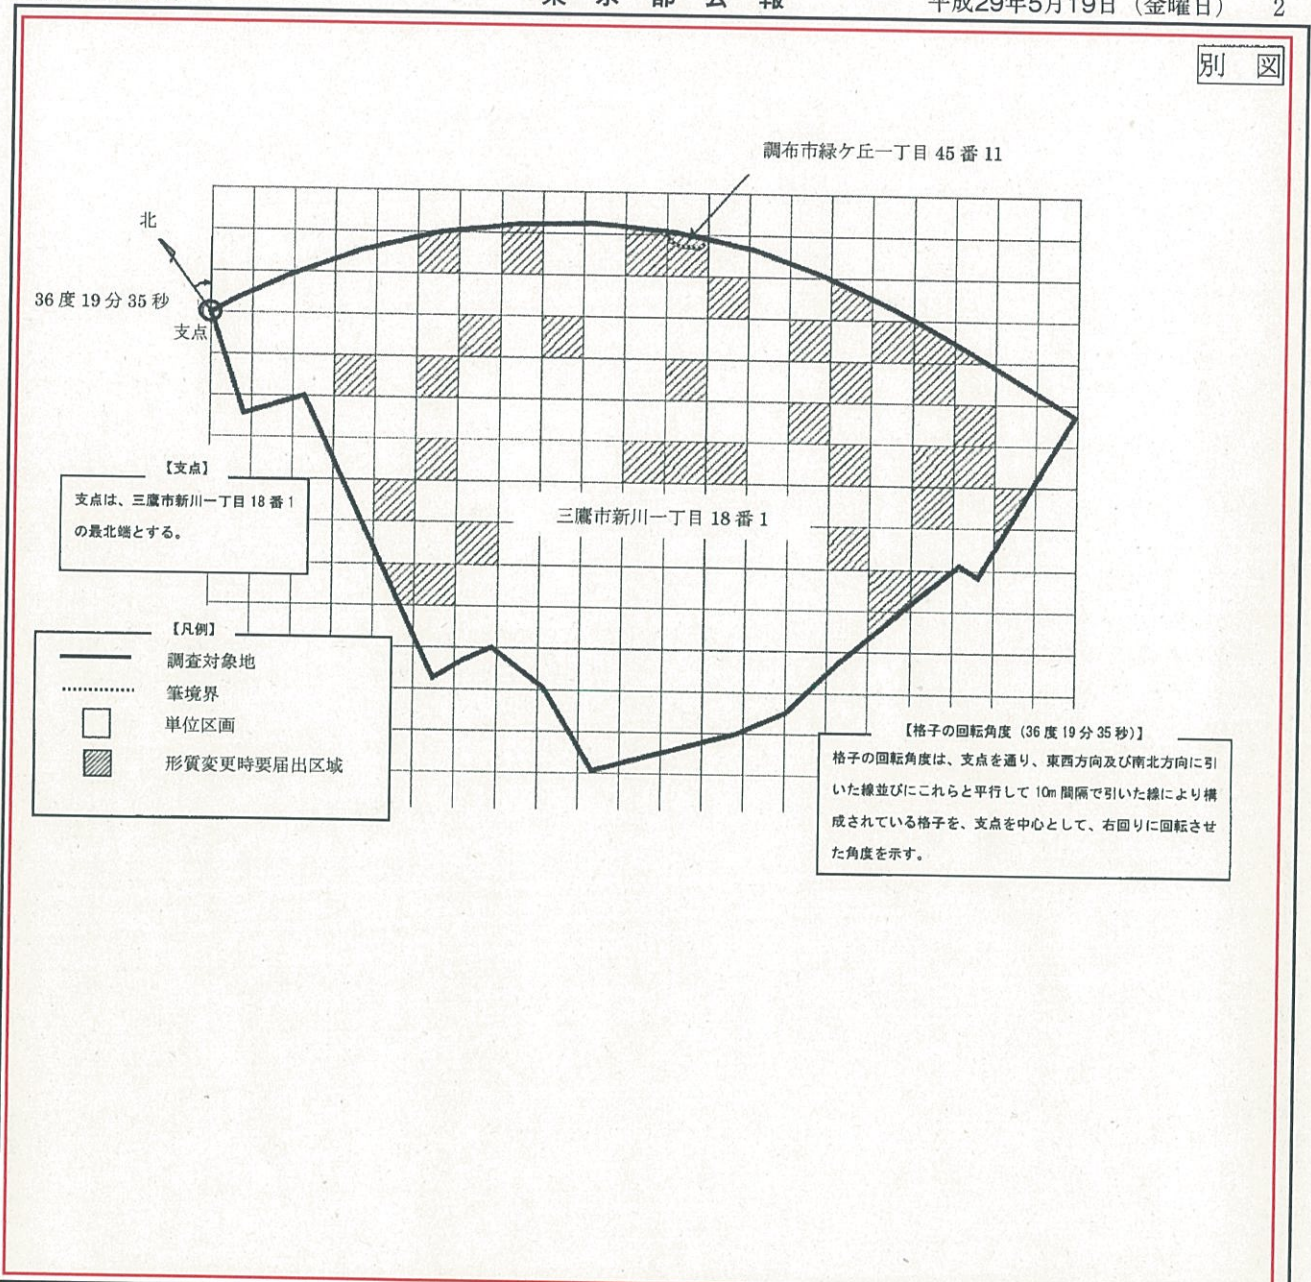 東京都公報
平成29年5月19日（金曜日）　2
別　図
調布市緑ケ丘一丁目45番11
北
36度19分35秒
支点
【支点】
支点は、三鷹市新川一丁目18番1
の最北端とする。
三鷹市新川一丁目18番1
【凡例】
調査対象地
筆境界
単位区画
形質変更時要届出区域
【格子の回転角度（36度19分35秒）】
格子の回転角度は、支点を通り、東西方向及び南北方向に引
いた線並びにこれらと平行して10m間隔で引いた線により構
成されている格子を、支点を中心として、右回りに回転させ
た角度を示す。